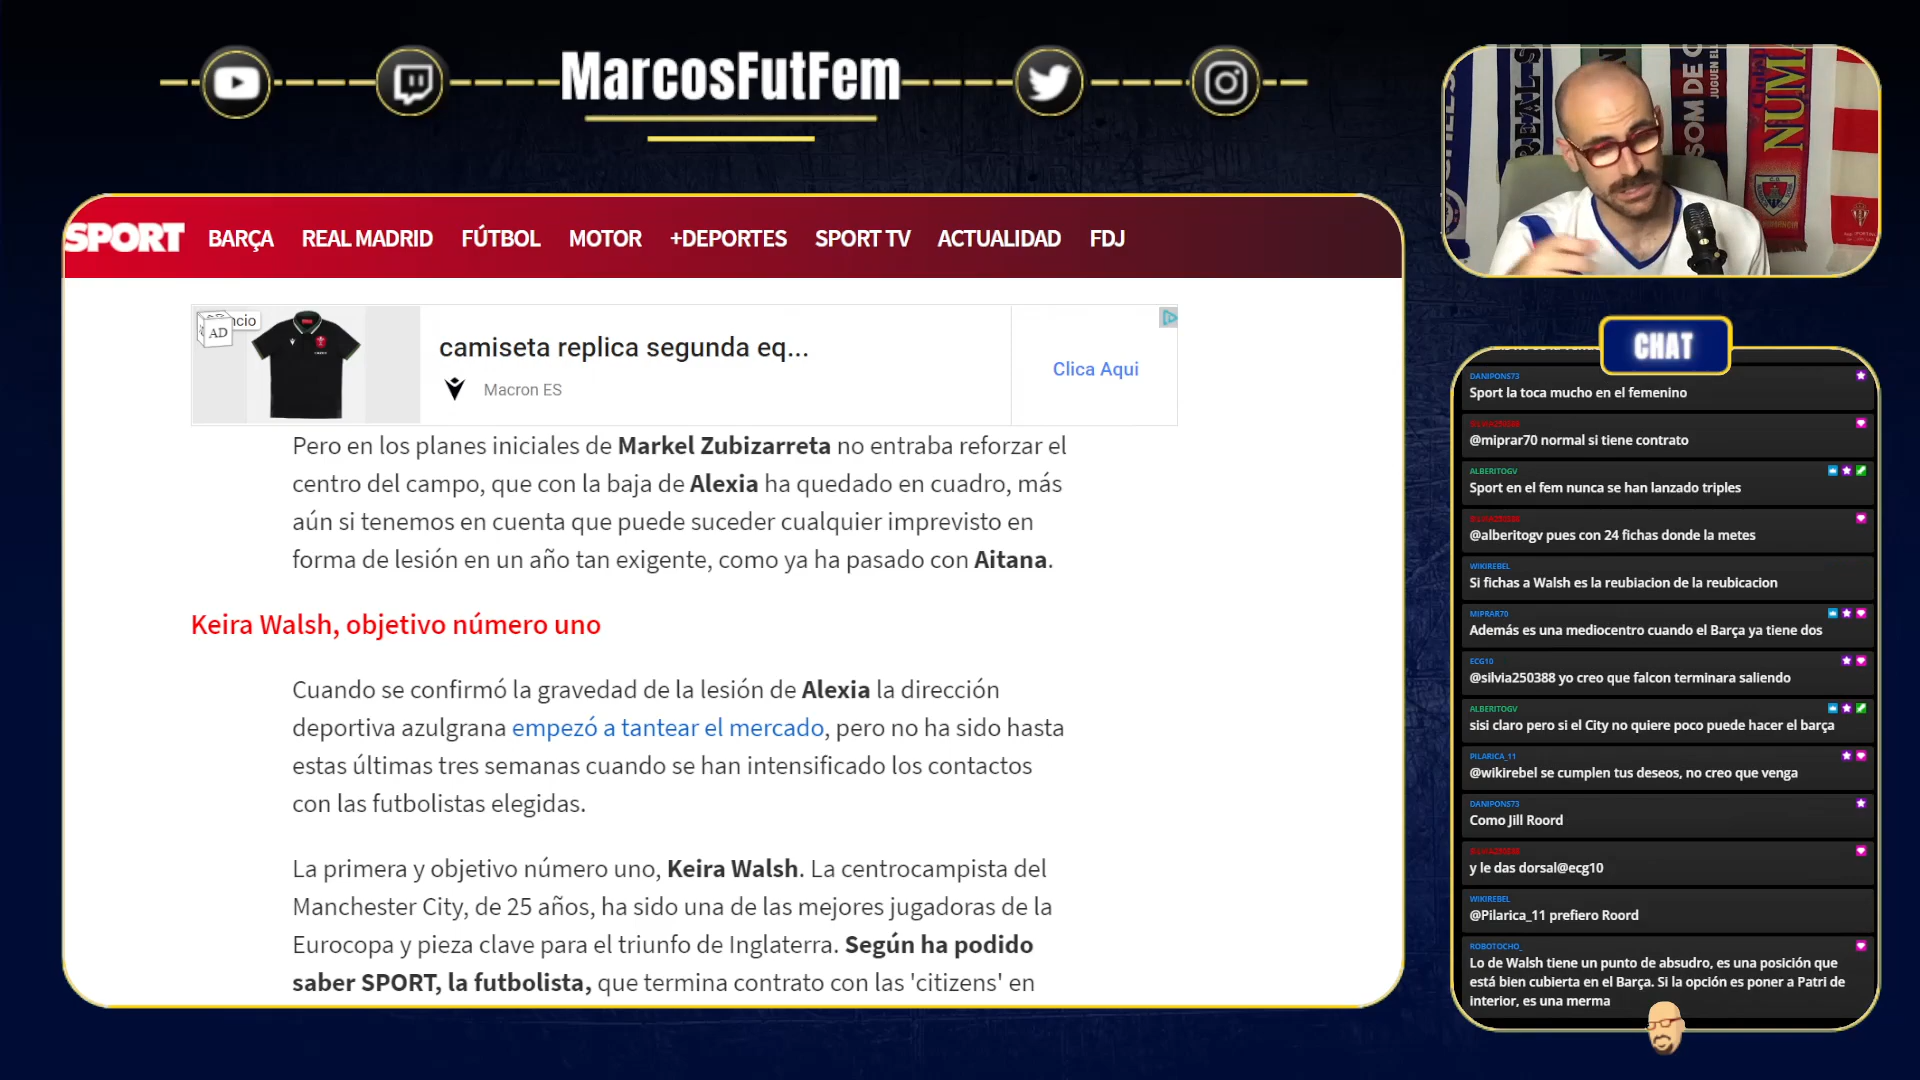 MarcosFutFem
SPORT BARÇA REAL MADRID FÚTBOL MOTOR +DEPORTES SPORT TV ACTUALIDAD FDJ
AD
camiseta replica segunda eq...
Macron ES
Clica Aqui
Pero en los planes iniciales de Markel Zubizarreta no entraba reforzar el
centro del campo, que con la baja de Alexia ha quedado en cuadro, más
aún si tenemos en cuenta que puede suceder cualquier imprevisto en
forma de lesión en un año tan exigente, como ya ha pasado con Aitana.
Keira Walsh, objetivo número uno
Cuando se confirmó la gravedad de la lesión de Alexia la dirección
deportiva azulgrana empezó a tantear el mercado, pero no ha sido hasta
estas últimas tres semanas cuando se han intensificado los contactos
con las futbolistas elegidas.
La primera y objetivo número uno, Keira Walsh. La centrocampista del
Manchester City, de 25 años, ha sido una de las mejores jugadoras de la
Eurocopa y pieza clave para el triunfo de Inglaterra. Según ha podido
saber SPORT, la futbolista, que termina contrato con las 'citizens' en
REAL S
SOM DE
JUGUEN
NUM
CHAT
DANIPONS73
Sport la toca mucho en el femenino
SILVIA250388
@miprar70 normal si tiene contrato
ALBERITOGV
Sport en el fem nunca se han lanzado triples
SILVIA250388
@alberitogv pues con 24 fichas donde la metes
WIKIREBEL
Si fichas a Walsh es la reubiacion de la reubicacion
MIPRAR70
Además es una mediocentro cuando el Barça ya tiene dos
ECG10
@silvia250388 yo creo que falcon terminara saliendo
ALBERITOGV
sisi claro pero si el City no quiere poco puede hacer el barça
PILARICA_11
@wikirebel se cumplen tus deseos, no creo que venga
DANIPONS73
Como Jill Roord
SILVIA250388
y le das dorsal@ecg10
WIKIREBEL
@Pilarica_11 prefiero Roord
ROBOTOCHO_
Lo de Walsh tiene un punto de absudro, es una posición que
está bien cubierta en el Barça. Si la opción es poner a Patri de
interior, es una merma